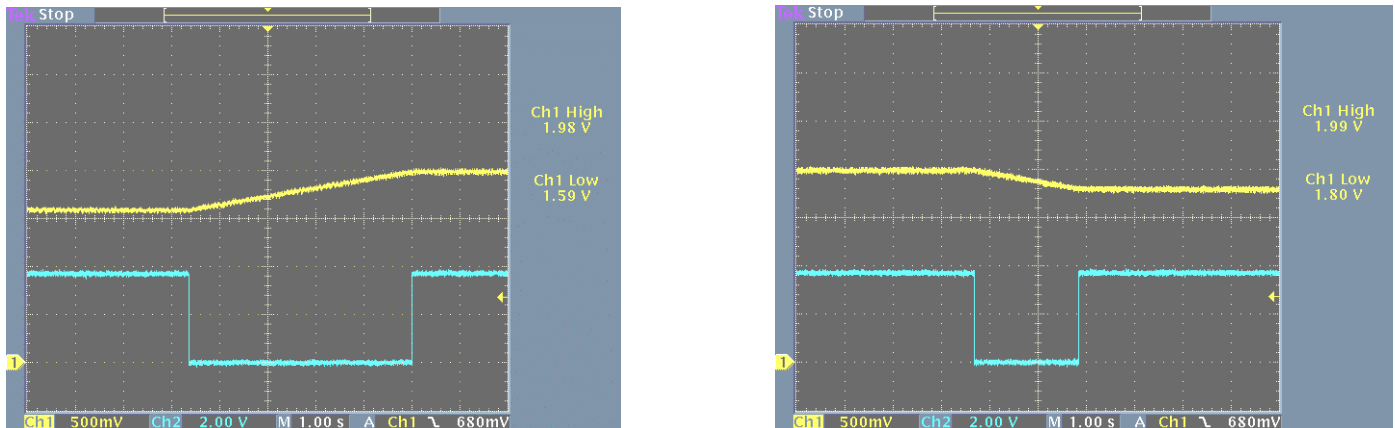 Tek Stop
Ch1 High
1.98 V
Ch1 Low
1.59 V
1
Ch1 500mV Ch2 2.00 V M 1.00 s A Ch1 680mV
Tek Stop
Ch1 High
1.99 V
Ch1 Low
1.80 V
1
Ch1 500mV Ch2 2.00 V M 1.00 s A Ch1 680mV